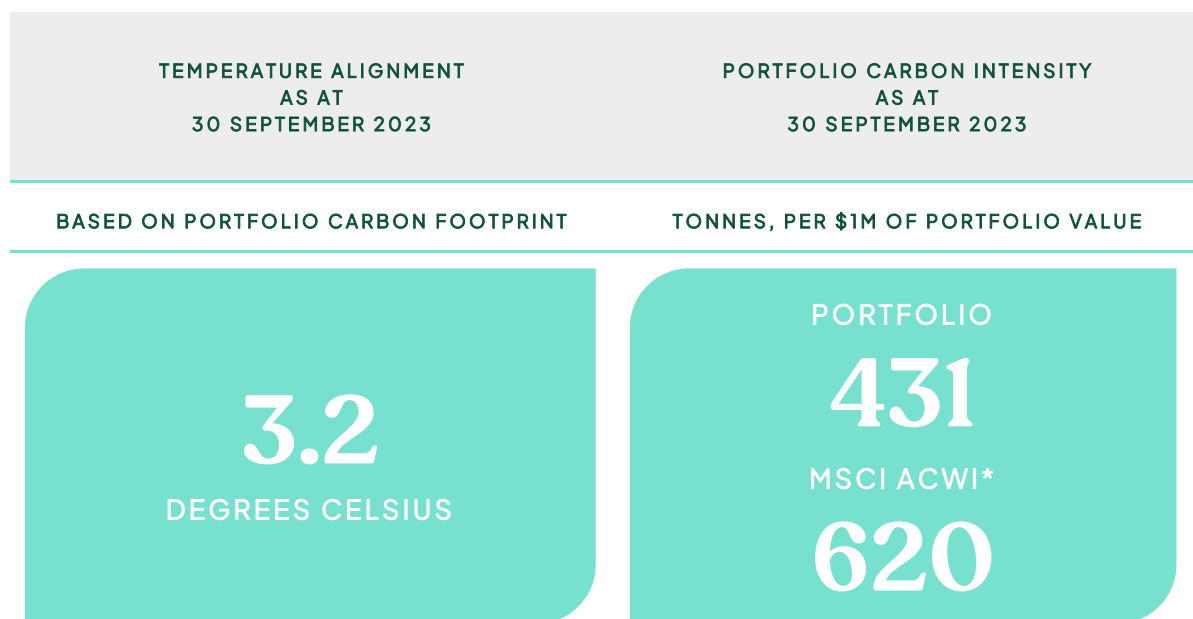 TEMPERATURE ALIGNMENT
AS AT
30 SEPTEMBER 2023
BASED ON PORTFOLIO CARBON FOOTPRINT
3.2
DEGREES CELSIUS
PORTFOLIO CARBON INTENSITY
AS AT
30 SEPTEMBER 2023
TONNES, PER $1M OF PORTFOLIO VALUE
PORTFOLIO
431
MSCI ACWI*
620